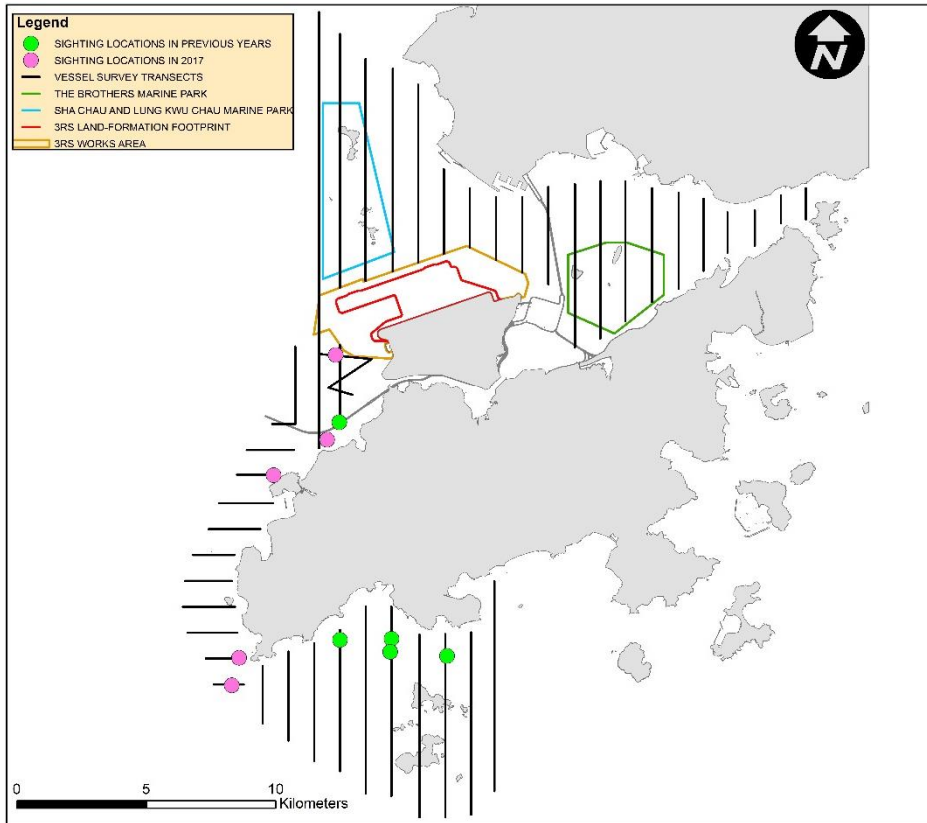 Legend
SIGHTING LOCATIONS IN PREVIOUS YEARS
SIGHTING LOCATIONS IN 2017
VESSEL SURVEY TRANSECTS
THE BROTHERS MARINE PARK
SHA CHAU AND LUNG KWU CHAU MARINE PARK
3RS LAND-FORMATION FOOTPRINT
3RS WORKS AREA
N
0 5 10
Kilometers